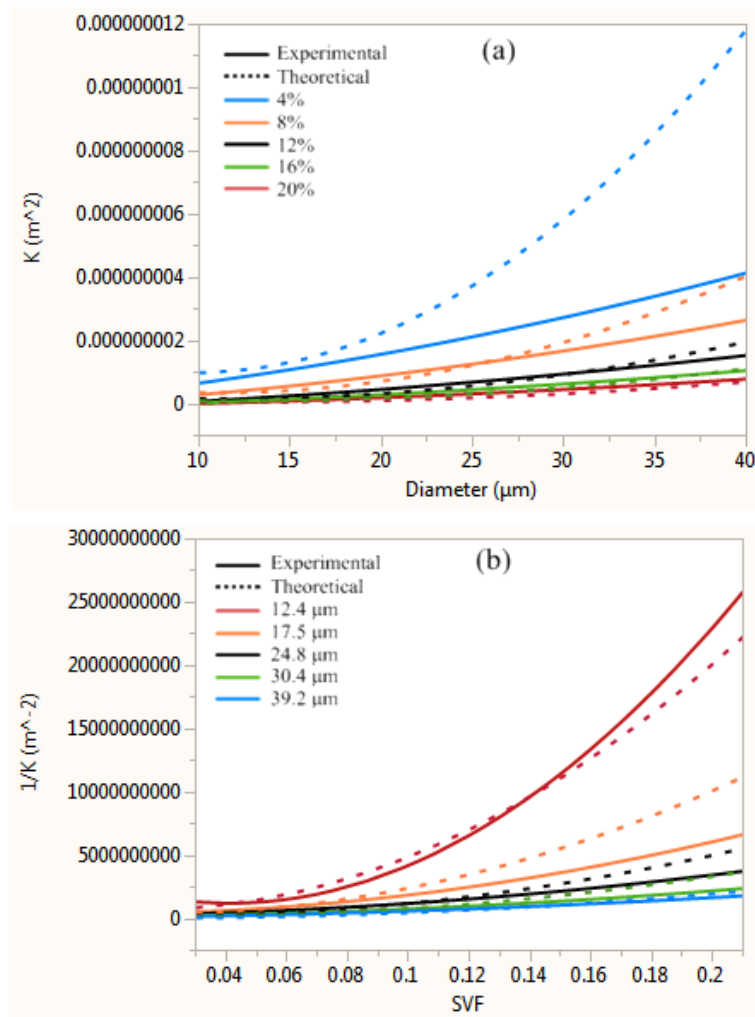 0.000000012
0.00000001
0.000000008
0.000000006
0.000000004
0.000000002
0
K (m^2)
Experimental
Theoretical
4%
8%
12%
16%
20%
(a)
10 15 20 25 30 35 40
Diameter (µm)
30000000000
25000000000
20000000000
15000000000
10000000000
5000000000
0
1/K (m^-2)
Experimental
Theoretical
12.4 µm
17.5 µm
24.8 µm
30.4 µm
39.2 µm
(b)
0.04 0.06 0.08 0.1 0.12 0.14 0.16 0.18 0.2
SVF